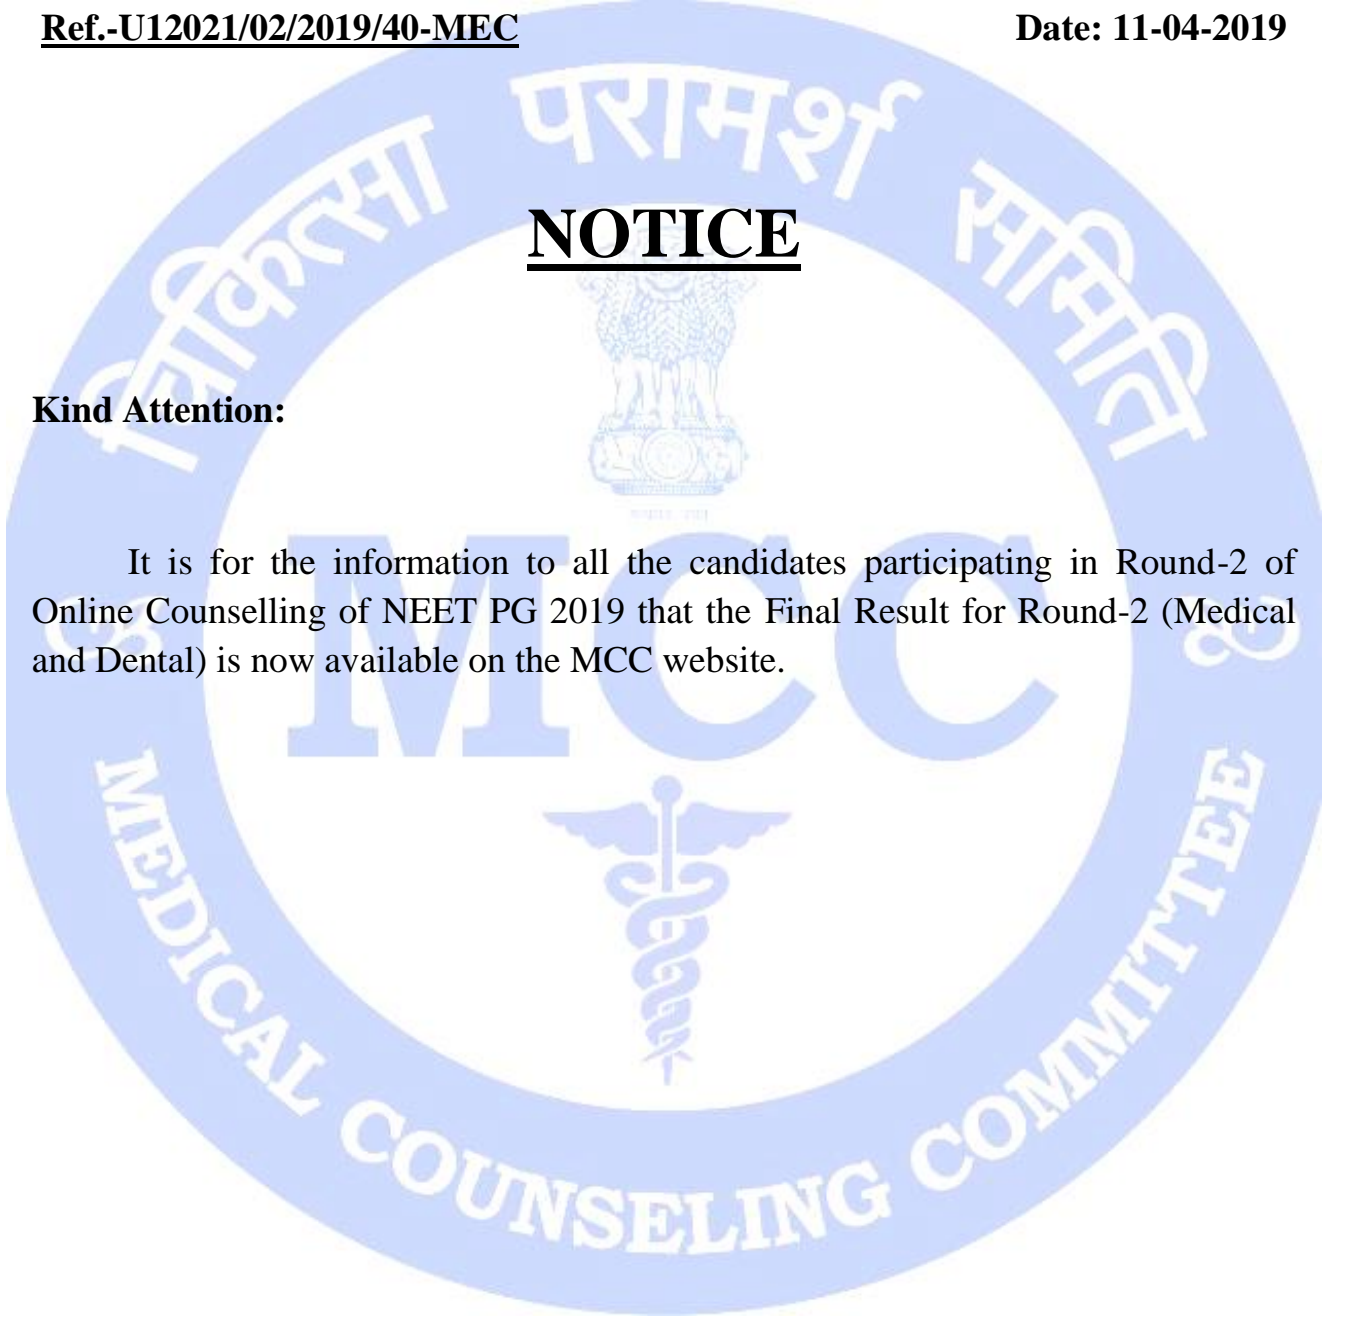 Ref.-U12021/02/2019/40-MEC Date: 11-04-2019
चिकित्सा परामर्श समिति
NOTICE
Kind Attention:
It is for the information to all the candidates participating in Round-2 of
Online Counselling of NEET PG 2019 that the Final Result for Round-2 (Medical
and Dental) is now available on the MCC website.
MCC
MEDICAL COUNSELING COMMITTEE